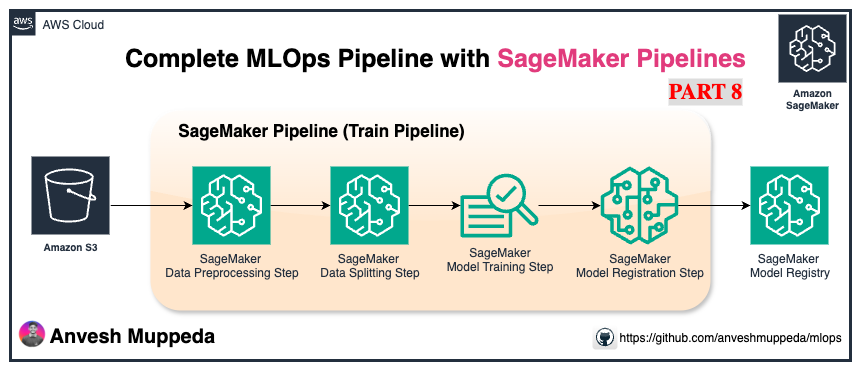 aws
AWS Cloud
Complete MLOps Pipeline with SageMaker Pipelines
PART 8
Amazon
SageMaker
SageMaker Pipeline (Train Pipeline)
Amazon S3
SageMaker
Data Preprocessing Step
SageMaker
Data Splitting Step
SageMaker
Model Training Step
SageMaker
Model Registration Step
SageMaker
Model Registry
Anvesh Muppeda
https://github.com/anveshmuppeda/mlops